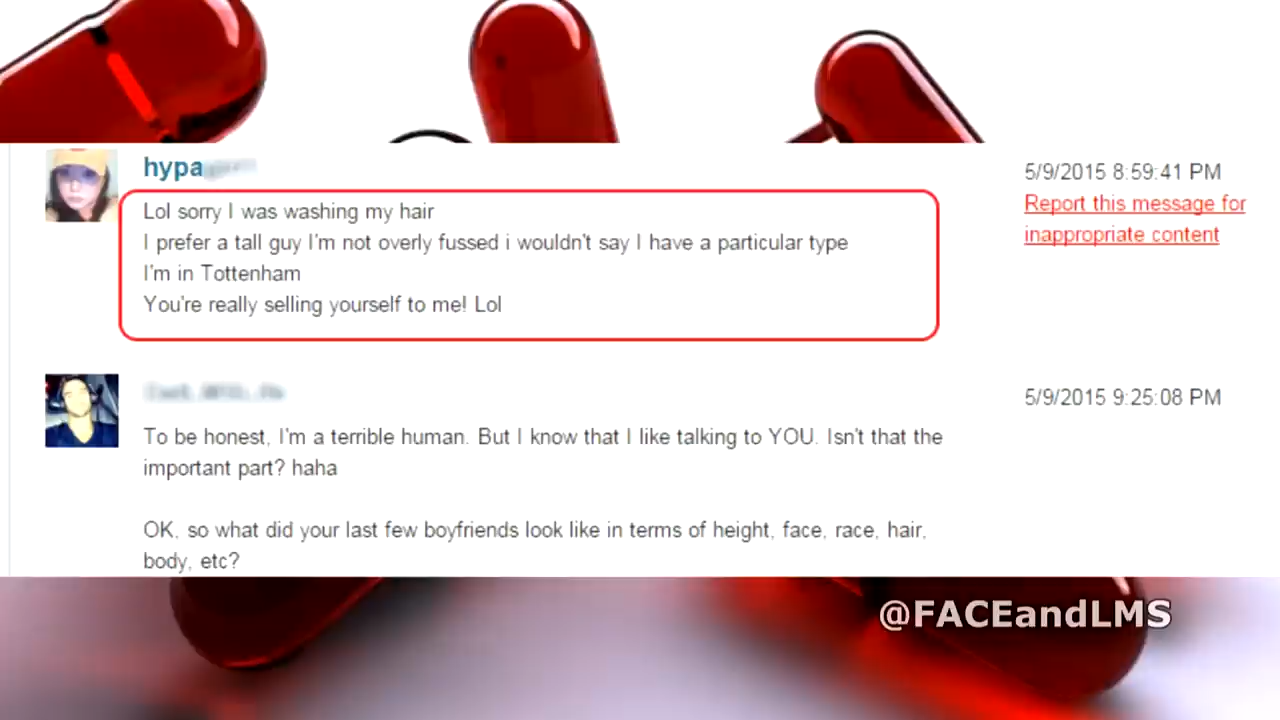 hypa
5/9/2015 8:59:41 PM
Report this message for
inappropriate content
Lol sorry I was washing my hair
I prefer a tall guy I'm not overly fussed i wouldn't say I have a particular type
I'm in Tottenham
You're really selling yourself to me! Lol
5/9/2015 9:25:08 PM
To be honest, I'm a terrible human. But I know that I like talking to YOU. Isn't that the
important part? haha
OK, so what did your last few boyfriends look like in terms of height, face, race, hair,
body, etc?
@FACEandLMS